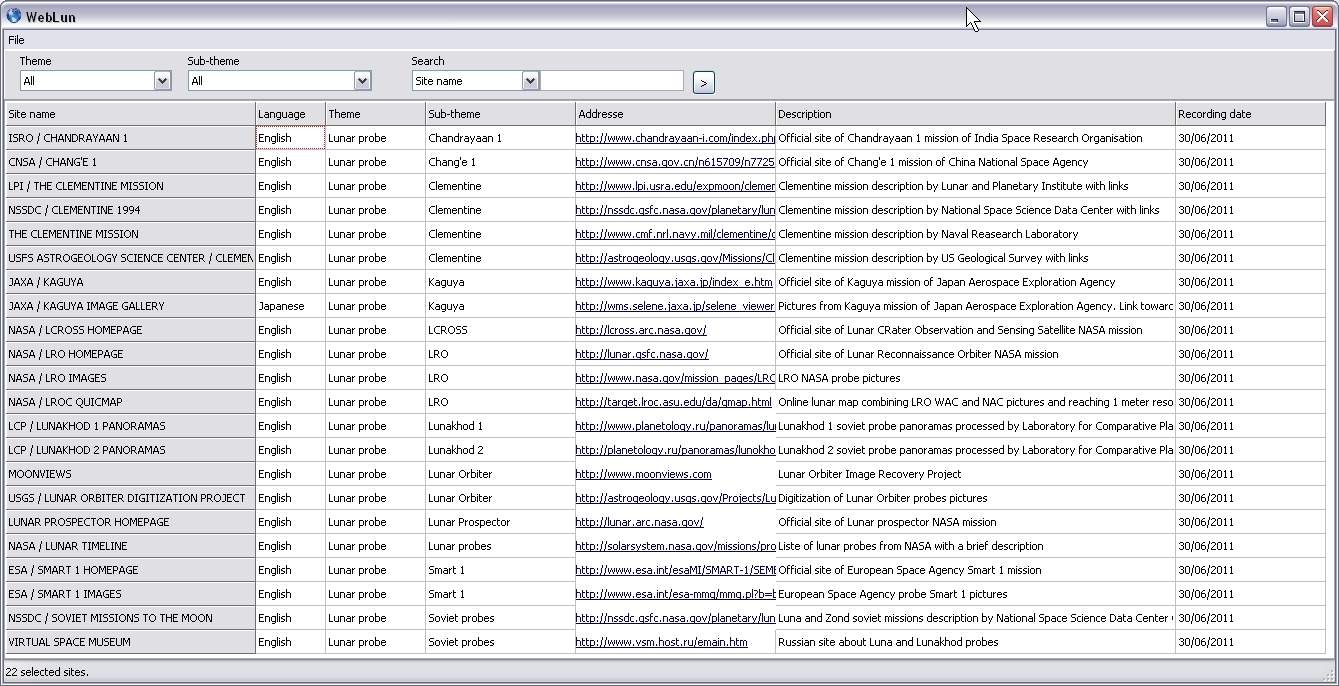 WebLun
File
Theme Sub-theme Search
All All Site name >
Site name Language Theme Sub-theme Addresse Description Recording date
ISRO / CHANDRAYAAN 1 English Lunar probe Chandrayaan 1 http://www.chandrayaan-i.com/index.php Official site of Chandrayaan 1 mission of India Space Research Organisation 30/06/2011
CNSA / CHANG'E 1 English Lunar probe Chang'e 1 http://www.cnsa.gov.cn/n615709/n7725 Official site of Chang'e 1 mission of China National Space Agency 30/06/2011
LPI / THE CLEMENTINE MISSION English Lunar probe Clementine http://www.lpi.usra.edu/expmoon/clemen Clementine mission description by Lunar and Planetary Institute with links 30/06/2011
NSSDC / CLEMENTINE 1994 English Lunar probe Clementine http://nssdc.gsfc.nasa.gov/planetary/lun Clementine mission description by National Space Science Data Center with links 30/06/2011
THE CLEMENTINE MISSION English Lunar probe Clementine http://www.cmf.nrl.navy.mil/clementine/c Clementine mission description by Naval Reasearch Laboratory 30/06/2011
USFS ASTROGEOLOGY SCIENCE CENTER / CLEMEN English Lunar probe Clementine http://astrogeology.usgs.gov/Missions/Cl Clementine mission description by US Geological Survey with links 30/06/2011
JAXA / KAGUYA English Lunar probe Kaguya http://www.kaguya.jaxa.jp/index_e.htm Official site of Kaguya mission of Japan Aerospace Exploration Agency 30/06/2011
JAXA / KAGUYA IMAGE GALLERY Japanese Lunar probe Kaguya http://wms.selene.jaxa.jp/selene_viewer Pictures from Kaguya mission of Japan Aerospace Exploration Agency. Link towarc 30/06/2011
NASA / LCROSS HOMEPAGE English Lunar probe LCROSS http://lcross.arc.nasa.gov/ Official site of Lunar CRater Observation and Sensing Satellite NASA mission 30/06/2011
NASA / LRO HOMEPAGE English Lunar probe LRO http://lunar.gsfc.nasa.gov/ Official site of Lunar Reconnaissance Orbiter NASA mission 30/06/2011
NASA / LRO IMAGES English Lunar probe LRO http://www.nasa.gov/mission_pages/LRO LRO NASA probe pictures 30/06/2011
NASA / LROC QUICMAP English Lunar probe LRO http://target.lroc.asu.edu/da/qmap.html Online lunar map combining LRO WAC and NAC pictures and reaching 1 meter reso 30/06/2011
LCP / LUNAKHOD 1 PANORAMAS English Lunar probe Lunakhod 1 http://www.planetology.ru/panoramas/lu Lunakhod 1 soviet probe panoramas processed by Laboratory for Comparative Pla 30/06/2011
LCP / LUNAKHOD 2 PANORAMAS English Lunar probe Lunakhod 2 http://planetology.ru/panoramas/lunokho Lunakhod 2 soviet probe panoramas processed by Laboratory for Comparative Pla 30/06/2011
MOONVIEWS English Lunar probe Lunar Orbiter http://www.moonviews.com Lunar Orbiter Image Recovery Project 30/06/2011
USGS / LUNAR ORBITER DIGITIZATION PROJECT English Lunar probe Lunar Orbiter http://astrogeology.usgs.gov/Projects/Lu Digitization of Lunar Orbiter probes pictures 30/06/2011
LUNAR PROSPECTOR HOMEPAGE English Lunar probe Lunar Prospector http://lunar.arc.nasa.gov/ Official site of Lunar prospector NASA mission 30/06/2011
NASA / LUNAR TIMELINE English Lunar probe Lunar probes http://solarsystem.nasa.gov/missions/pro Liste of lunar probes from NASA with a brief description 30/06/2011
ESA / SMART 1 HOMEPAGE English Lunar probe Smart 1 http://www.esa.int/esaMI/SMART-1/SEME Official site of European Space Agency Smart 1 mission 30/06/2011
ESA / SMART 1 IMAGES English Lunar probe Smart 1 http://www.esa.int/esa-mmg/mmg.pl?b=b European Space Agency probe Smart 1 pictures 30/06/2011
NSSDC / SOVIET MISSIONS TO THE MOON English Lunar probe Soviet probes http://nssdc.gsfc.nasa.gov/planetary/lun Luna and Zond soviet missions description by National Space Science Data Center 30/06/2011
VIRTUAL SPACE MUSEUM English Lunar probe Soviet probes http://www.vsm.host.ru/emain.htm Russian site about Luna and Lunakhod probes 30/06/2011
22 selected sites.